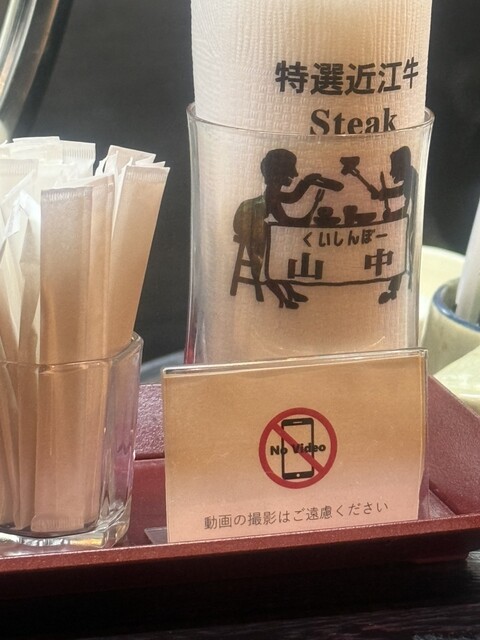 特選近江牛
Steak
くいしんぼー
山中
No Video
動画の撮影はご遠慮ください